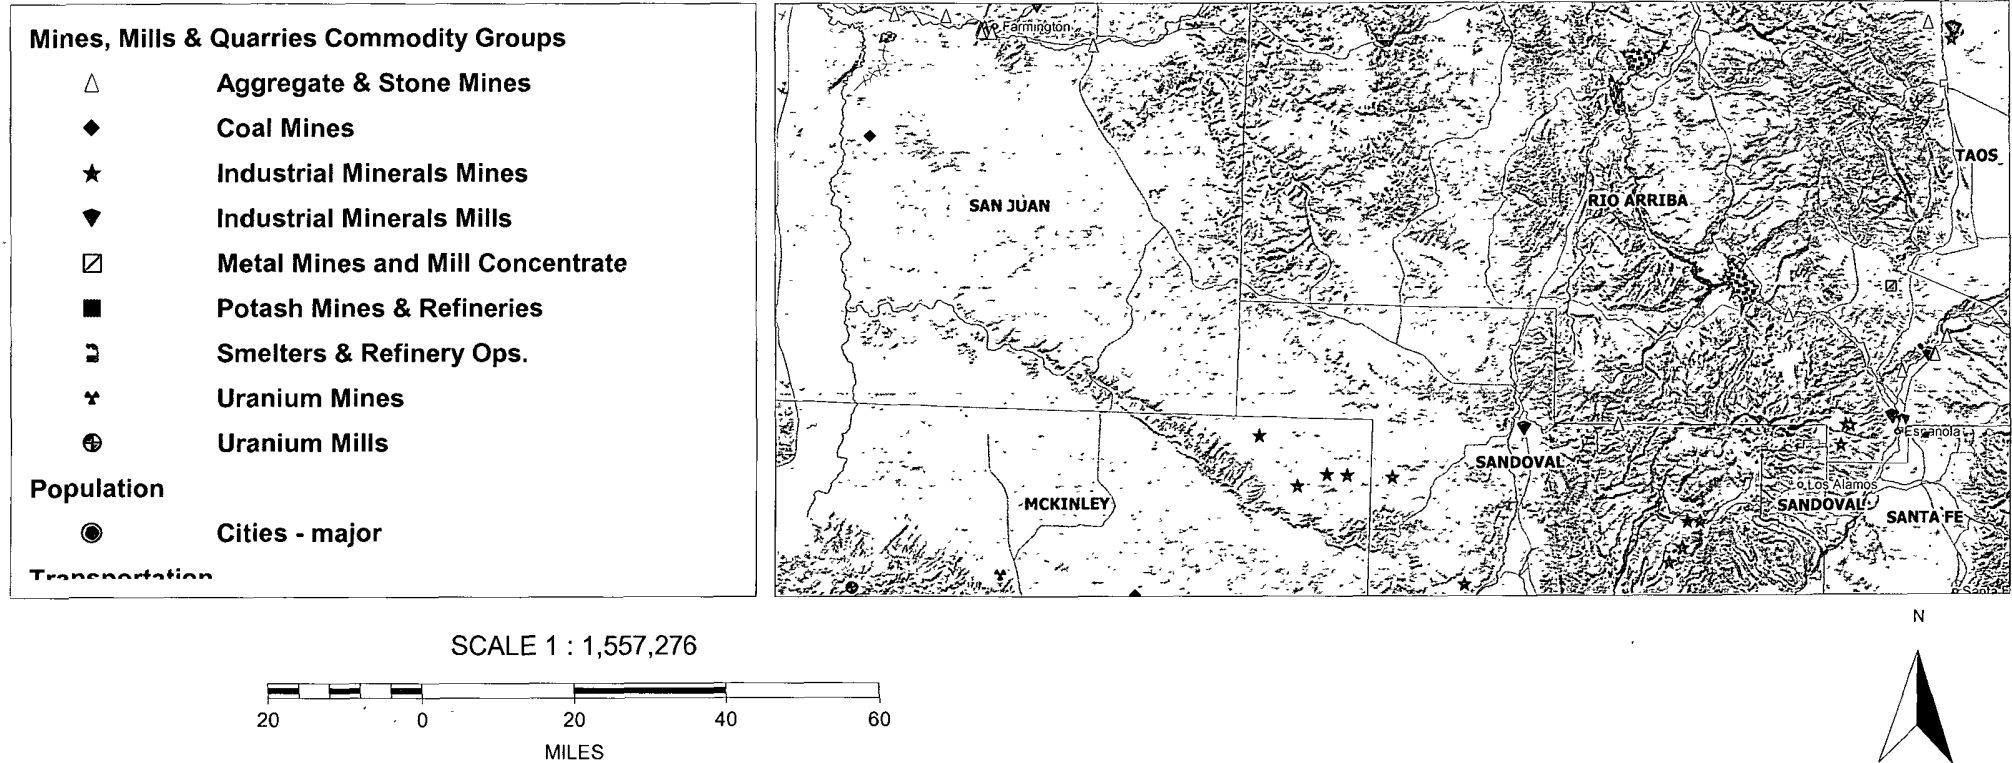 Mines, Mills & Quarries Commodity Groups
Aggregate & Stone Mines
Coal Mines
Industrial Minerals Mines
Industrial Minerals Mills
Metal Mines and Mill Concentrate
Potash Mines & Refineries
Smelters & Refinery Ops.
Uranium Mines
Uranium Mills
Population
Cities - major
Transportation
Farmington
TAOS
SAN JUAN
RIO ARRIBA
Espanola
SANDOVAL
Los Alamos
MCKINLEY
SANDOVAL
SANTA FE
SCALE 1 : 1,557,276
20 0 20 40 60
MILES
N